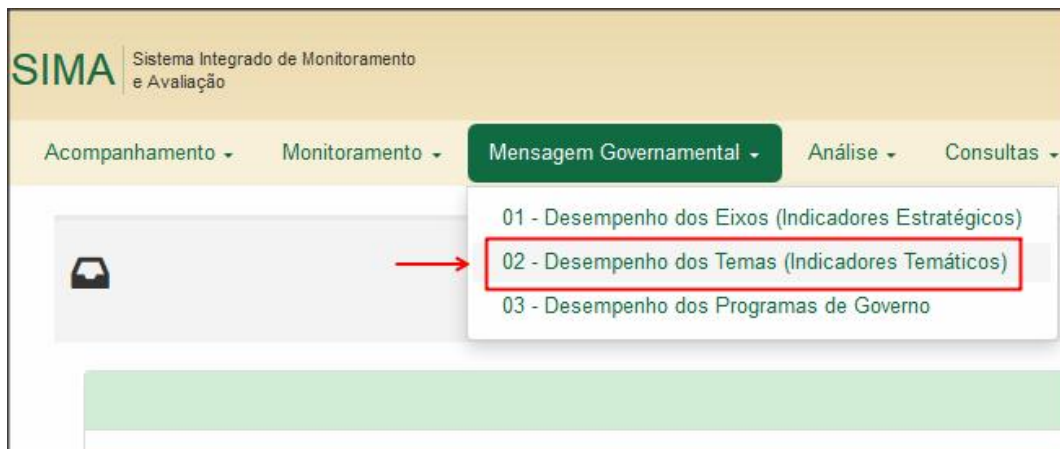 SIMA
Sistema Integrado de Monitoramento
e Avaliação
Acompanhamento
Monitoramento
Mensagem Governamental
Análise
Consultas
01 - Desempenho dos Eixos (Indicadores Estratégicos)
02 - Desempenho dos Temas (Indicadores Temáticos)
03 - Desempenho dos Programas de Governo